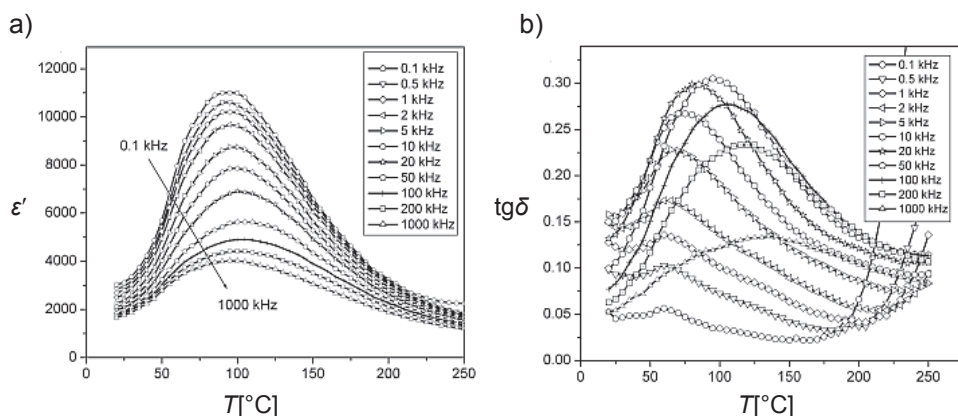 a)
12000
10000
8000
6000
4000
2000
0
ε′
0.1 kHz
1000 kHz
0.1 kHz
0.5 kHz
1 kHz
2 kHz
5 kHz
10 kHz
20 kHz
50 kHz
100 kHz
200 kHz
1000 kHz
0 50 100 150 200 250
T[°C]
b)
0.30
0.25
0.20
0.15
0.10
0.05
0.00
tgδ
0.1 kHz
0.5 kHz
1 kHz
2 kHz
5 kHz
10 kHz
20 kHz
50 kHz
100 kHz
200 kHz
1000 kHz
0 50 100 150 200 250
T[°C]